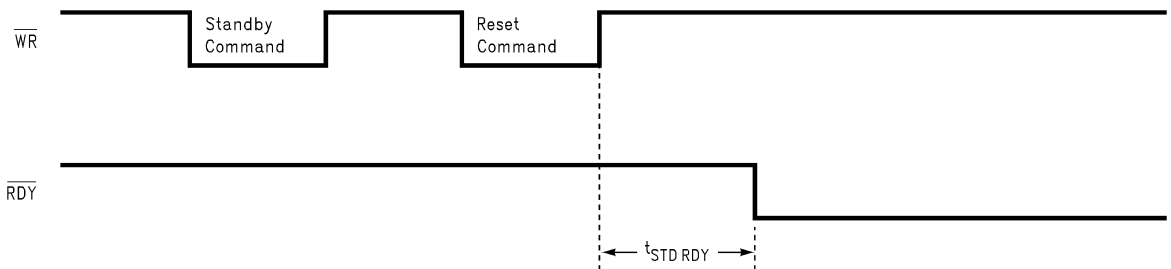 WR
Standby
Command
Reset
Command
RDY
tSTD RDY